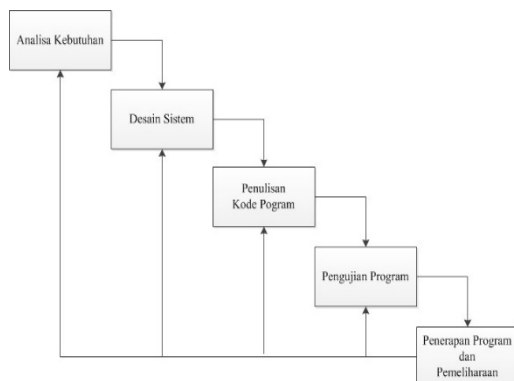 Analisa Kebutuhan
Desain Sistem
Penulisan
Kode Pogram
Pengujian Program
Penerapan Program
dan
Pemeliharaan